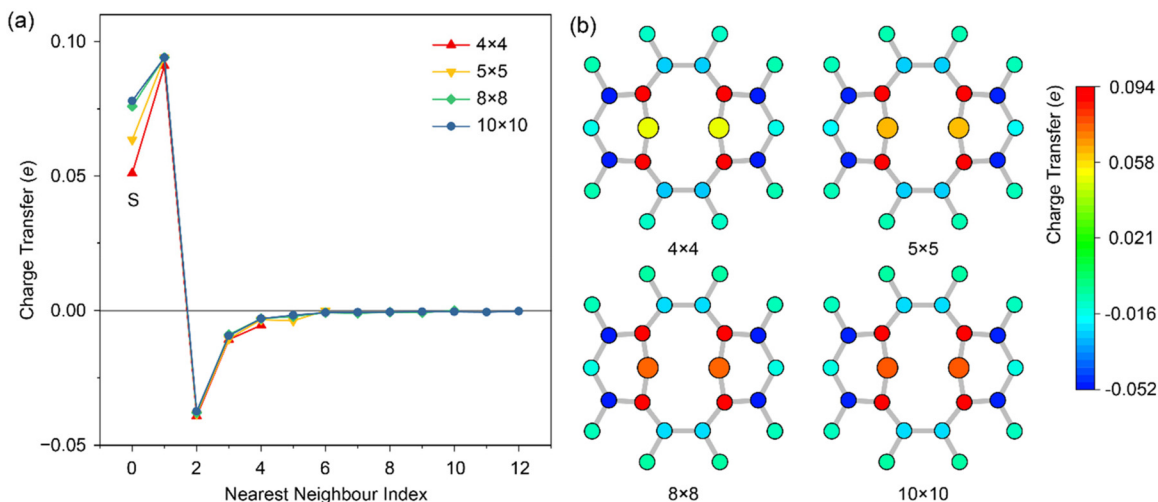 (a)
0.10
0.05
0.00
−0.05
Charge Transfer (e)
S
4×4
5×5
8×8
10×10
0 2 4 6 8 10 12
Nearest Neighbour Index
(b)
4×4
5×5
8×8
10×10
Charge Transfer (e)
0.094
0.058
0.021
-0.016
-0.052